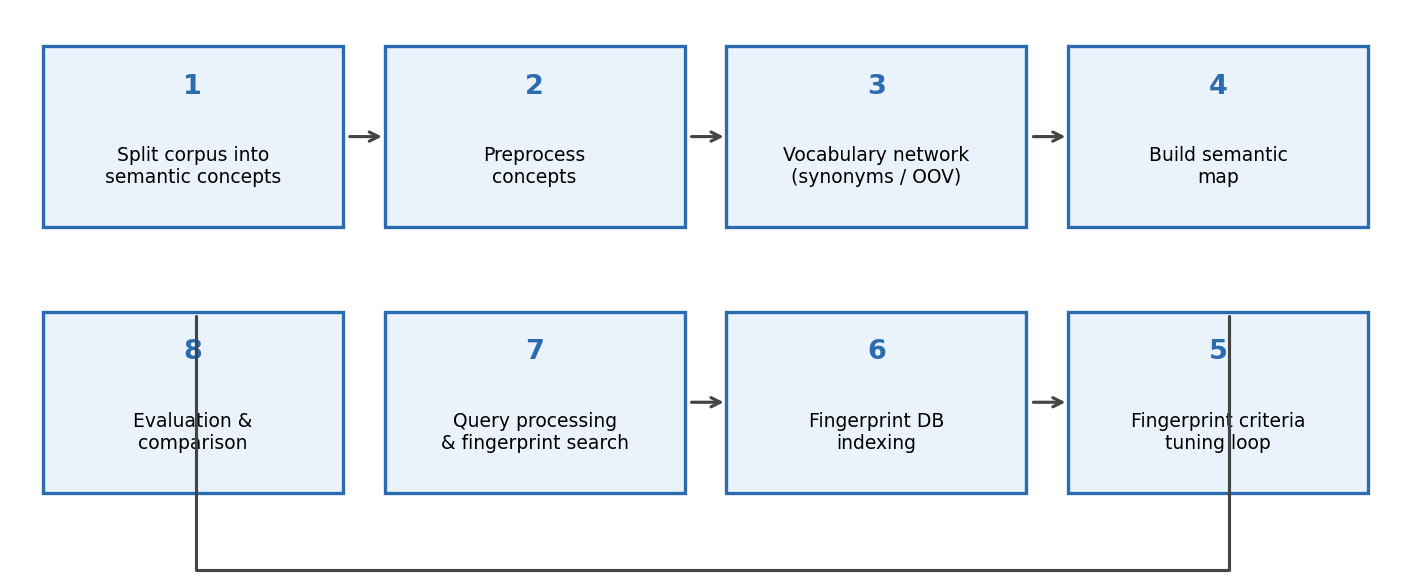 1
Split corpus into
semantic concepts
2
Preprocess
concepts
3
Vocabulary network
(synonyms / OOV)
4
Build semantic
map
8
Evaluation &
comparison
7
Query processing
& fingerprint search
6
Fingerprint DB
indexing
5
Fingerprint criteria
tuning loop